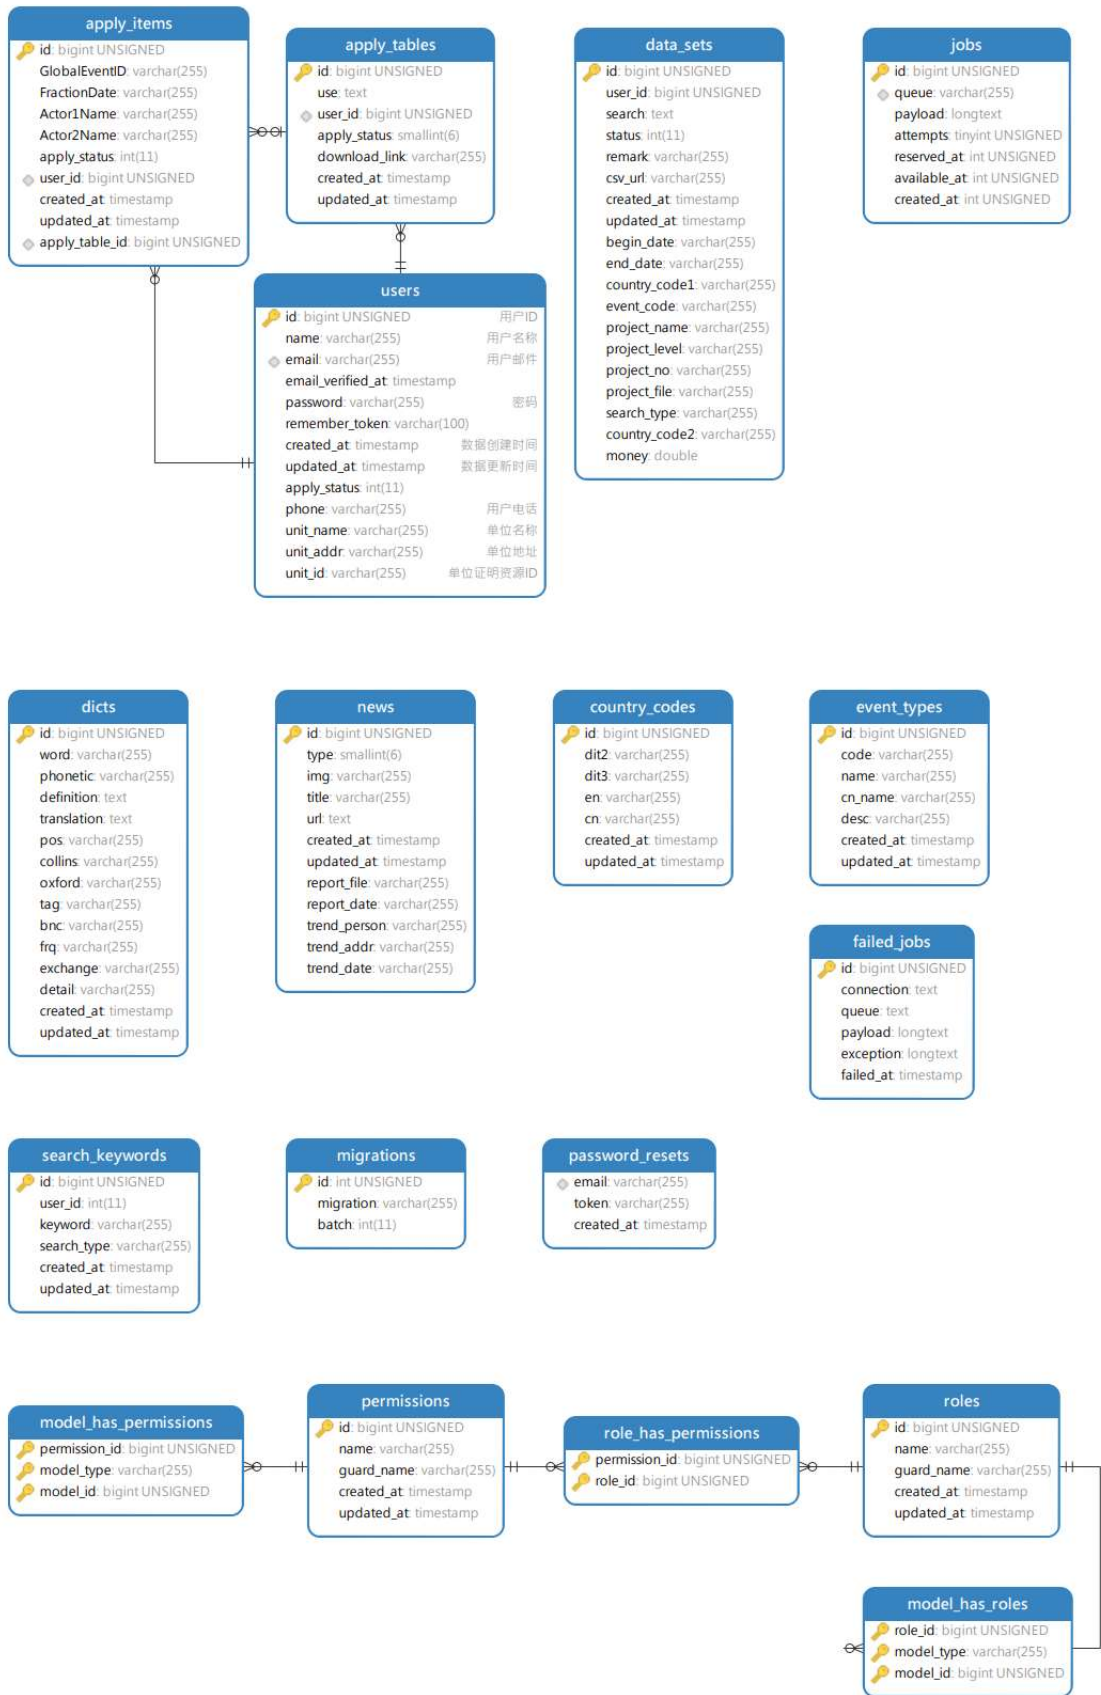 apply_items
id: bigint UNSIGNED
GlobalEventID: varchar(255)
FractionDate: varchar(255)
Actor1Name: varchar(255)
Actor2Name: varchar(255)
apply_status: int(11)
user_id: bigint UNSIGNED
created_at: timestamp
updated_at: timestamp
apply_table_id: bigint UNSIGNED
apply_tables
id: bigint UNSIGNED
use: text
user_id: bigint UNSIGNED
apply_status: smallint(6)
download_link: varchar(255)
created_at: timestamp
updated_at: timestamp
data_sets
id: bigint UNSIGNED
user_id: bigint UNSIGNED
search: text
status: int(11)
remark: varchar(255)
csv_url: varchar(255)
created_at: timestamp
updated_at: timestamp
begin_date: varchar(255)
end_date: varchar(255)
country_code1: varchar(255)
event_code: varchar(255)
project_name: varchar(255)
project_level: varchar(255)
project_no: varchar(255)
project_file: varchar(255)
search_type: varchar(255)
country_code2: varchar(255)
money: double
jobs
id: bigint UNSIGNED
queue: varchar(255)
payload: longtext
attempts: tinyint UNSIGNED
reserved_at: int UNSIGNED
available_at: int UNSIGNED
created_at: int UNSIGNED
users
id: bigint UNSIGNED 用户ID
name: varchar(255) 用户名称
email: varchar(255) 用户邮件
email_verified_at: timestamp
password: varchar(255) 密码
remember_token: varchar(100)
created_at: timestamp 数据创建时间
updated_at: timestamp 数据更新时间
apply_status: int(11)
phone: varchar(255) 用户电话
unit_name: varchar(255) 单位名称
unit_addr: varchar(255) 单位地址
unit_id: varchar(255) 单位证明资源ID
dicts
id: bigint UNSIGNED
word: varchar(255)
phonetic: varchar(255)
definition: text
translation: text
pos: varchar(255)
collins: varchar(255)
oxford: varchar(255)
tag: varchar(255)
bnc: varchar(255)
frq: varchar(255)
exchange: varchar(255)
detail: varchar(255)
created_at: timestamp
updated_at: timestamp
news
id: bigint UNSIGNED
type: smallint(6)
img: varchar(255)
title: varchar(255)
url: text
created_at: timestamp
updated_at: timestamp
report_file: varchar(255)
report_date: varchar(255)
trend_person: varchar(255)
trend_addr: varchar(255)
trend_date: varchar(255)
country_codes
id: bigint UNSIGNED
dit2: varchar(255)
dit3: varchar(255)
en: varchar(255)
cn: varchar(255)
created_at: timestamp
updated_at: timestamp
event_types
id: bigint UNSIGNED
code: varchar(255)
name: varchar(255)
cn_name: varchar(255)
desc: varchar(255)
created_at: timestamp
updated_at: timestamp
failed_jobs
id: bigint UNSIGNED
connection: text
queue: text
payload: longtext
exception: longtext
failed_at: timestamp
search_keywords
id: bigint UNSIGNED
user_id: int(11)
keyword: varchar(255)
search_type: varchar(255)
created_at: timestamp
updated_at: timestamp
migrations
id: int UNSIGNED
migration: varchar(255)
batch: int(11)
password_resets
email: varchar(255)
token: varchar(255)
created_at: timestamp
model_has_permissions
permission_id: bigint UNSIGNED
model_type: varchar(255)
model_id: bigint UNSIGNED
permissions
id: bigint UNSIGNED
name: varchar(255)
guard_name: varchar(255)
created_at: timestamp
updated_at: timestamp
role_has_permissions
permission_id: bigint UNSIGNED
role_id: bigint UNSIGNED
roles
id: bigint UNSIGNED
name: varchar(255)
guard_name: varchar(255)
created_at: timestamp
updated_at: timestamp
model_has_roles
role_id: bigint UNSIGNED
model_type: varchar(255)
model_id: bigint UNSIGNED